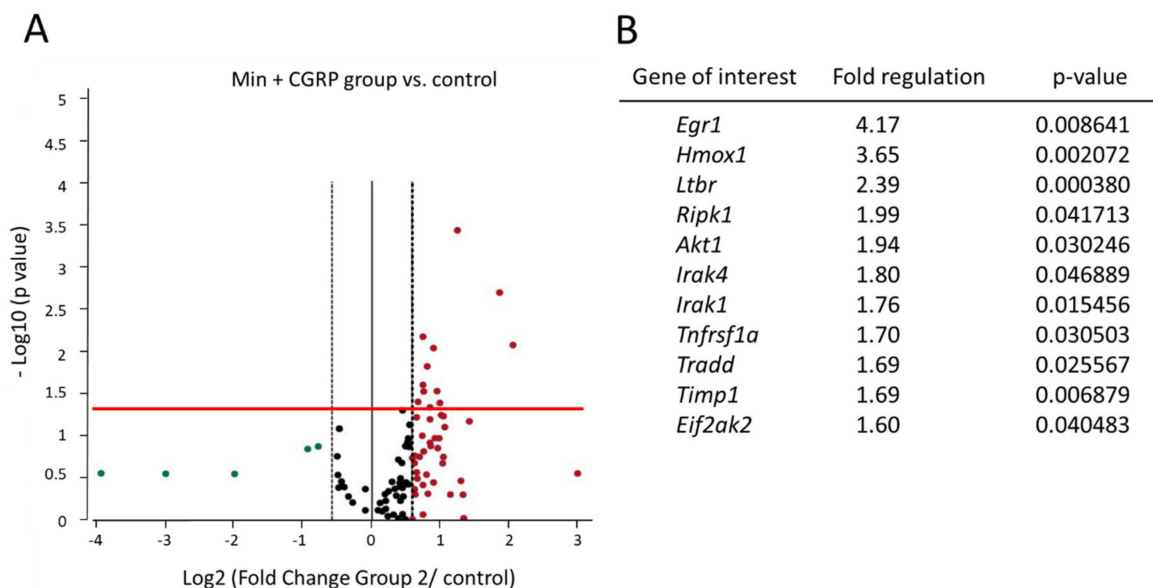 A
Min + CGRP group vs. control
- Log10 (p value)
5
4.5
4
3.5
3
2.5
2
1.5
1
0.5
0
-4 -3 -2 -1 0 1 2 3
Log2 (Fold Change Group 2/ control)
B
Gene of interest Fold regulation p-value
Egr1 4.17 0.008641
Hmox1 3.65 0.002072
Ltbr 2.39 0.000380
Ripk1 1.99 0.041713
Akt1 1.94 0.030246
Irak4 1.80 0.046889
Irak1 1.76 0.015456
Tnfrsf1a 1.70 0.030503
Tradd 1.69 0.025567
Timp1 1.69 0.006879
Eif2ak2 1.60 0.040483